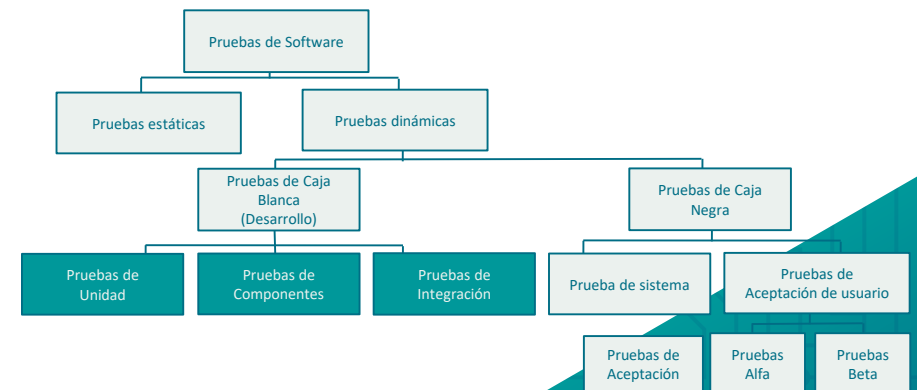 Pruebas de Software
Pruebas estáticas
Pruebas dinámicas
Pruebas de Caja
Blanca
(Desarrollo)
Pruebas de Caja
Negra
Pruebas de
Unidad
Pruebas de
Componentes
Pruebas de
Integración
Prueba de sistema
Pruebas de
Aceptación de usuario
Pruebas de
Aceptación
Pruebas
Alfa
Pruebas
Beta